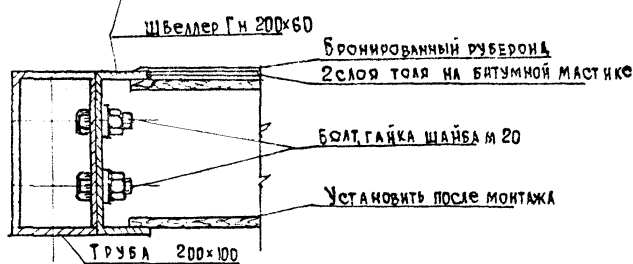 Швеллер Гн 200×60
Бронированный рубероид
2 слоя толя на битумной мастике
Болт, гайка шайба м 20
Установить после монтажа
Труба 200×100